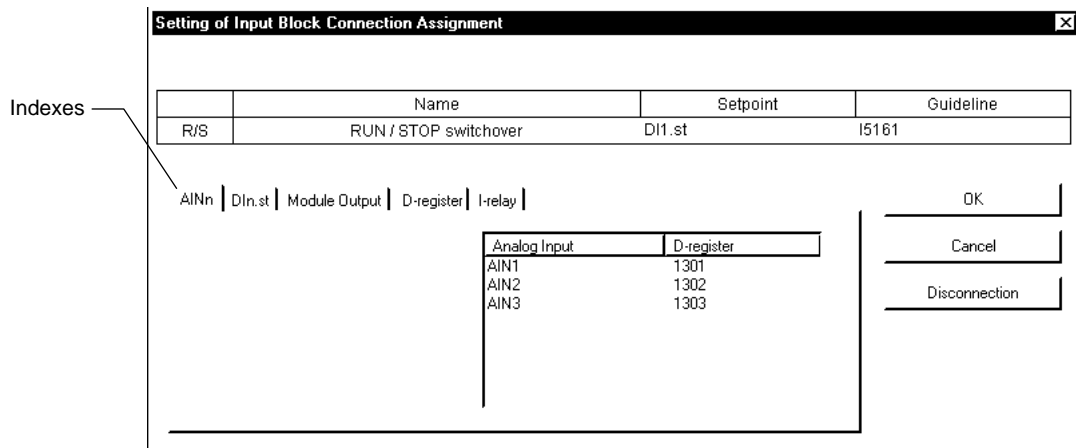 Setting of Input Block Connection Assignment
Indexes
Name Setpoint Guideline
R/S RUN / STOP switchover DI1.st I5161
AINn DIn.st Module Output D-register I-relay
OK
Cancel
Disconnection
Analog Input D-register
AIN1 1301
AIN2 1302
AIN3 1303